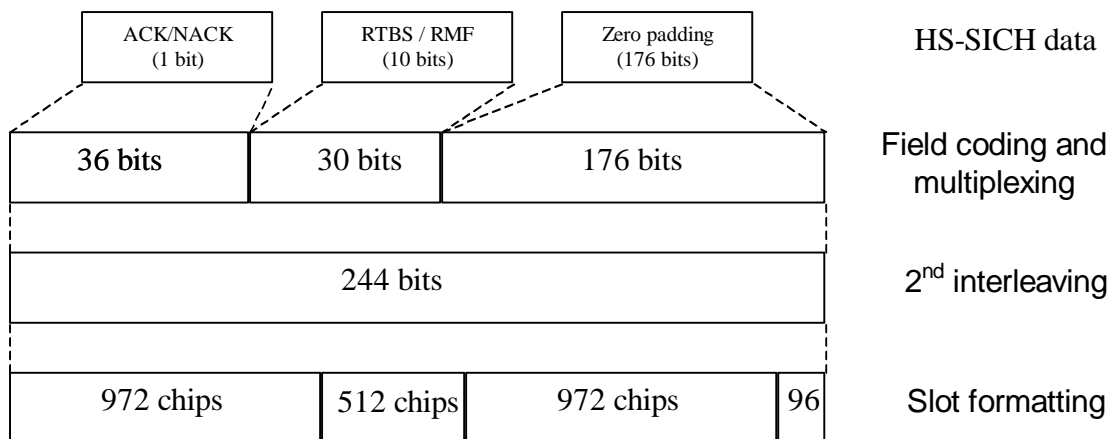 ACK/NACK
(1 bit)
RTBS / RMF
(10 bits)
Zero padding
(176 bits)
HS-SICH data
36 bits
30 bits
176 bits
Field coding and
multiplexing
244 bits
2nd interleaving
972 chips
512 chips
972 chips
96
Slot formatting